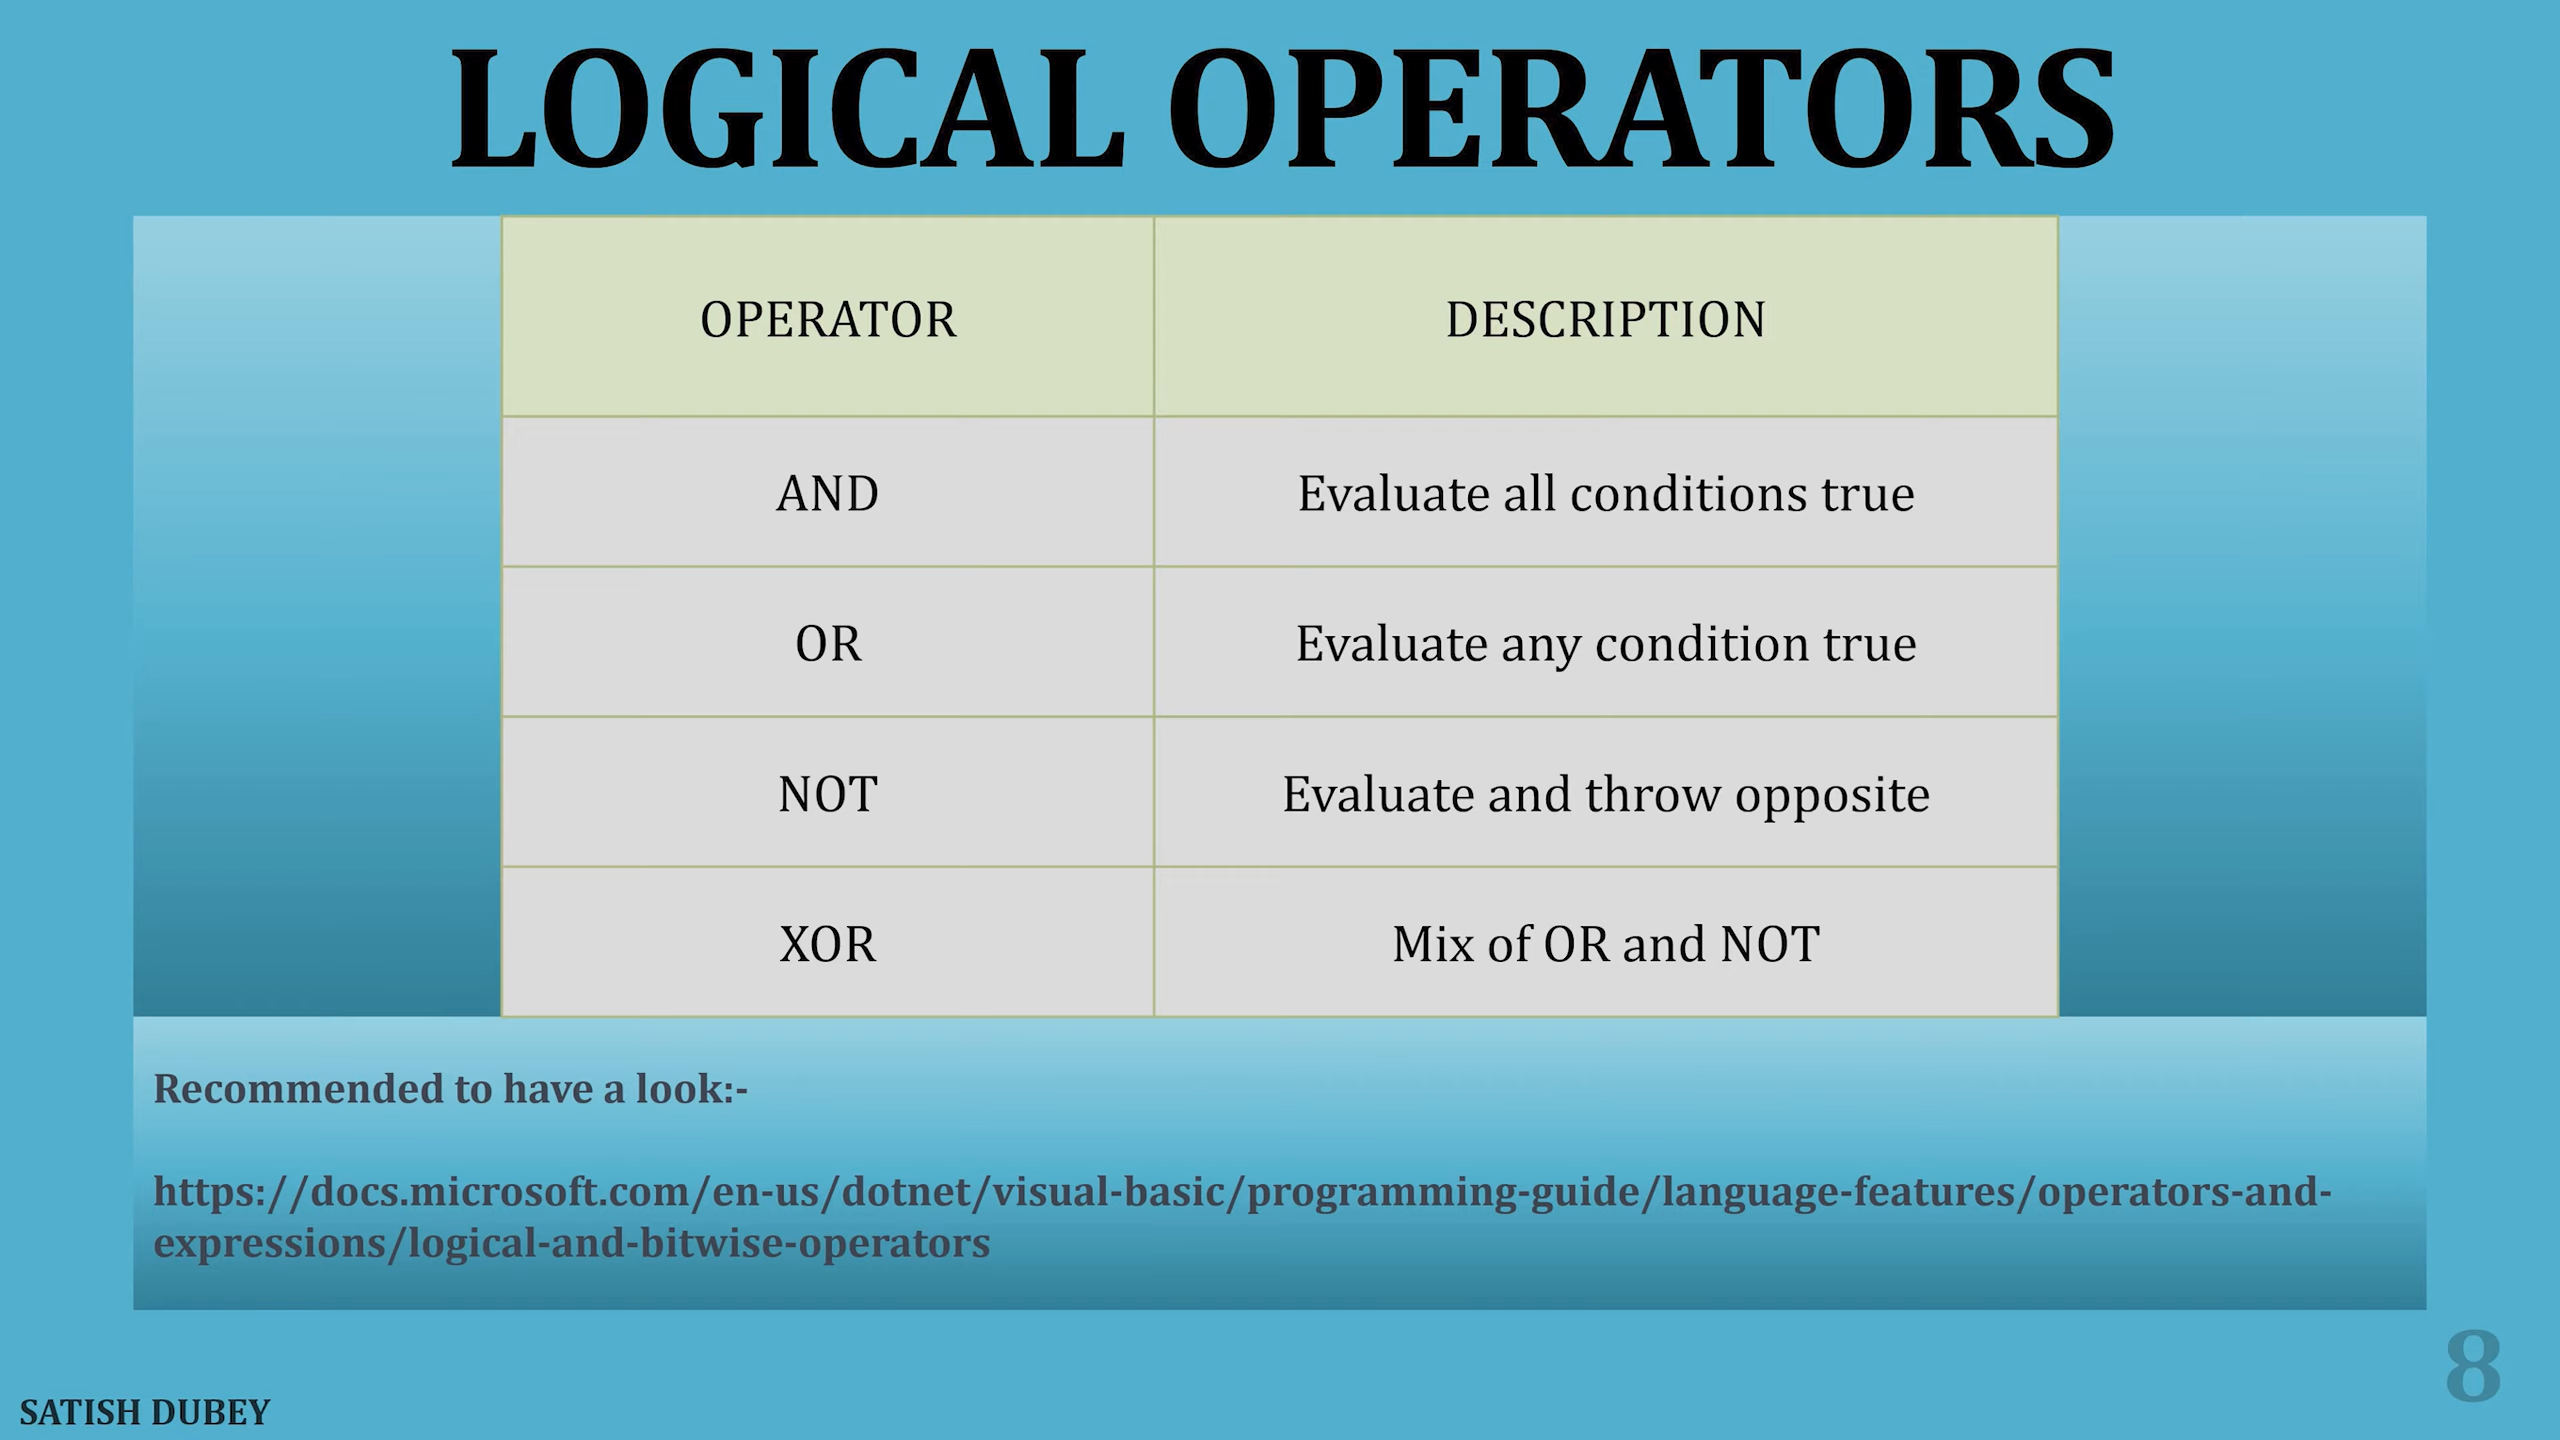 LOGICAL OPERATORS
OPERATOR DESCRIPTION
AND Evaluate all conditions true
OR Evaluate any condition true
NOT Evaluate and throw opposite
XOR Mix of OR and NOT
Recommended to have a look:-
https://docs.microsoft.com/en-us/dotnet/visual-basic/programming-guide/language-features/operators-and-
expressions/logical-and-bitwise-operators
8
SATISH DUBEY